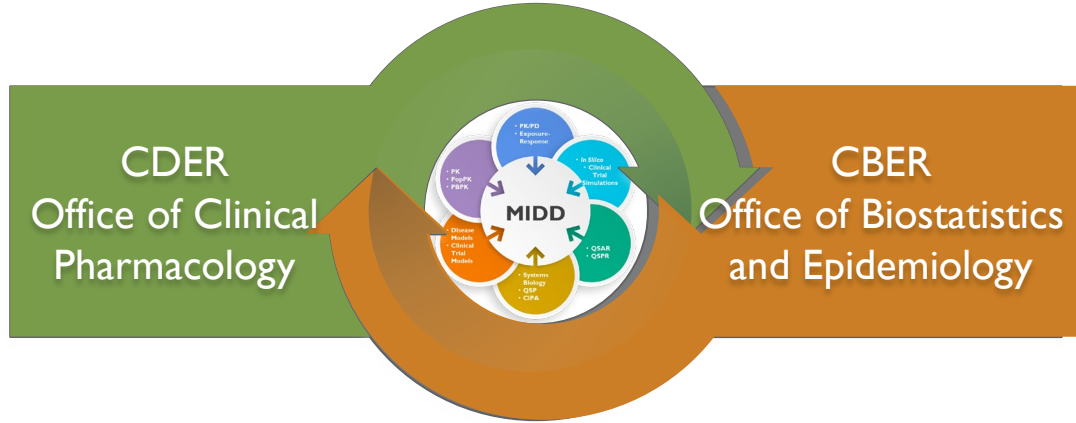 CDER
Office of Clinical
Pharmacology
• PK/PD
• Exposure-
Response
• In Silico
• Clinical
Trial
Simulations
• QSAR
• QSPR
• Systems
Biology
• QSP
• CIPA
• Disease
Models
• Clinical
Trial
Models
• PK
• PopPK
• PBPK
MIDD
CBER
Office of Biostatistics
and Epidemiology